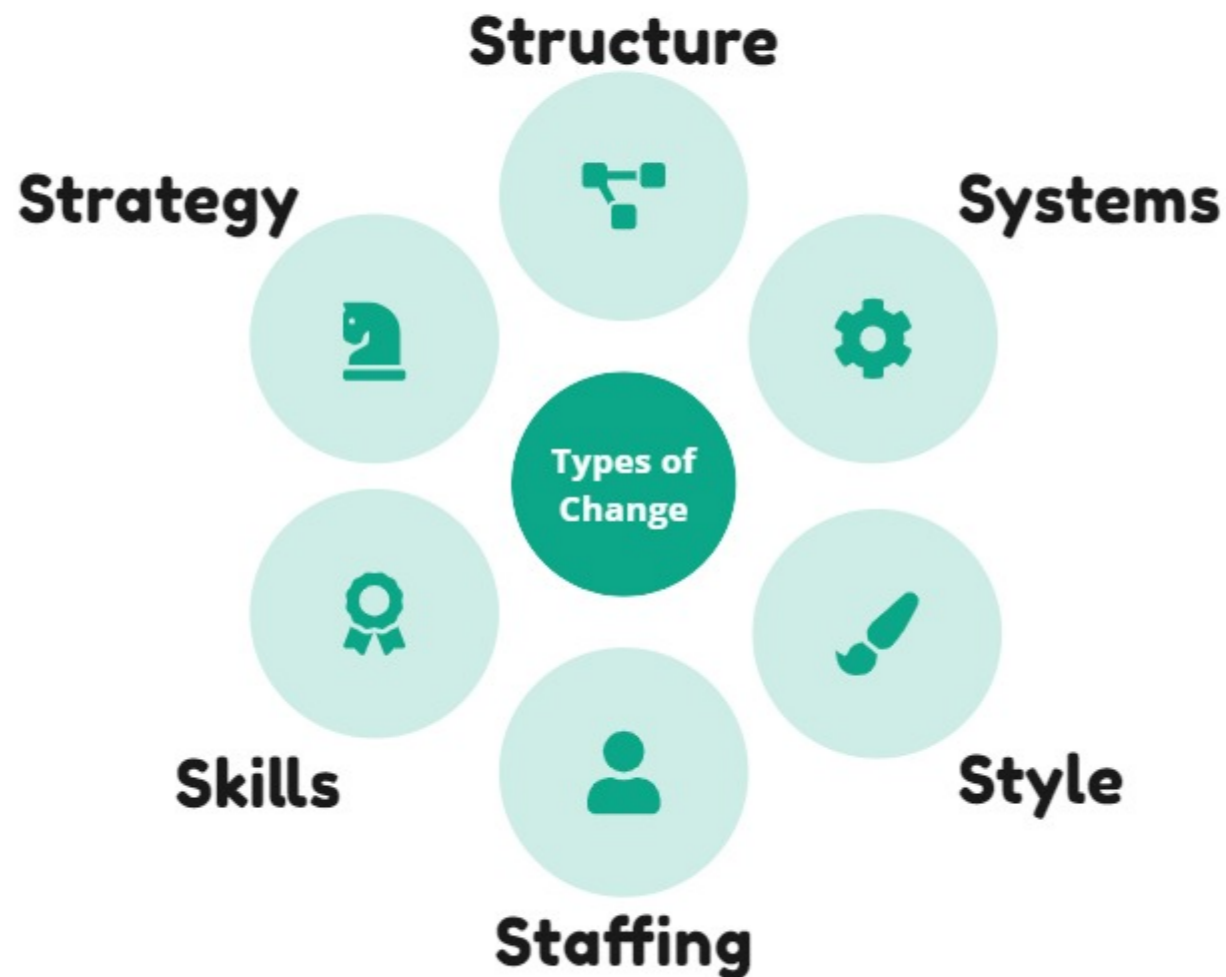 Structure
Strategy
Systems
Types of
Change
Skills
Style
Staffing